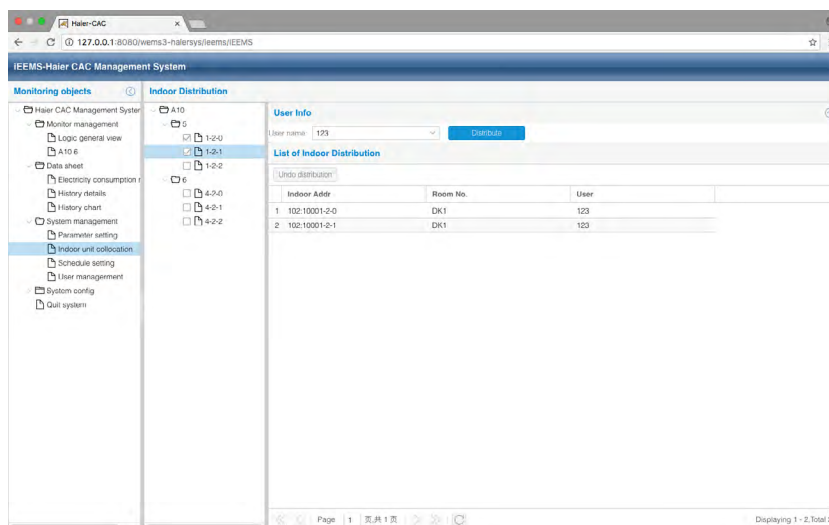 Haier-CAC
127.0.0.1:8080/wems3-haiersys/ieems/IEEMS
iEEMS-Haier CAC Management System
Monitoring objects
Haier CAC Management Syster
Monitor management
Logic general view
A10 6
Data sheet
Electricity consumption r
History details
History chart
System management
Parameter setting
Indoor unit collocation
Schedule setting
User managerment
System config
Quit system
Indoor Distribution
A10
5
1-2-0
1-2-1
1-2-2
6
4-2-0
4-2-1
4-2-2
User Info
User name 123 Distribute
List of Indoor Distribution
Undo distribution
Indoor Addr Room No. User
1 102:10001-2-0 DK1 123
2 102:10001-2-1 DK1 123
Page 1 页,共 1 页
Displaying 1 - 2,Total